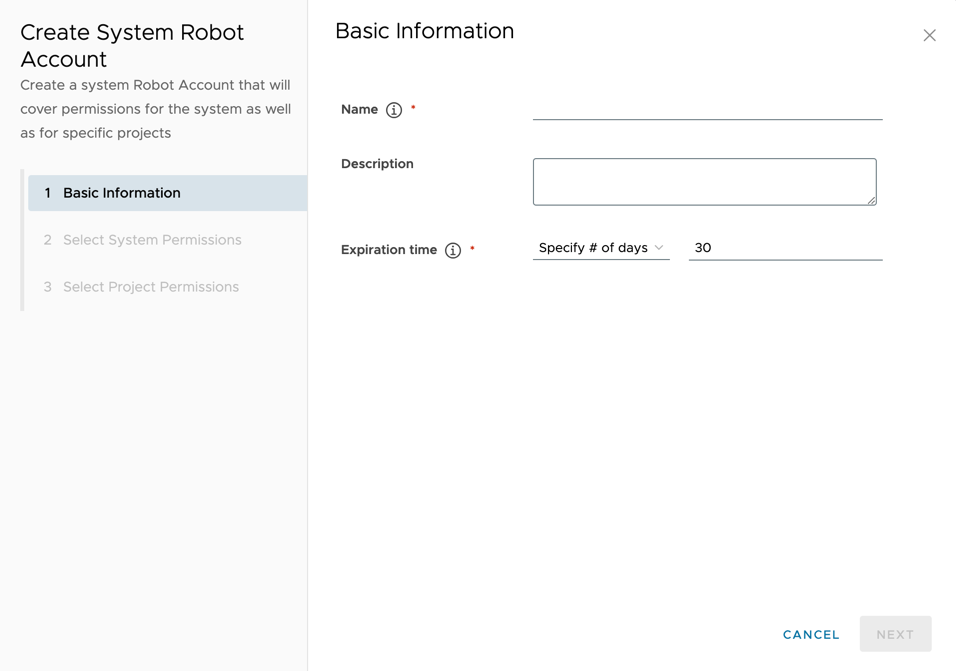 Create System Robot
Account
Create a system Robot Account that will
cover permissions for the system as well
as for specific projects
1 Basic Information
2 Select System Permissions
3 Select Project Permissions
Basic Information
Name *
Description
Expiration time * Specify # of days 30
CANCEL NEXT